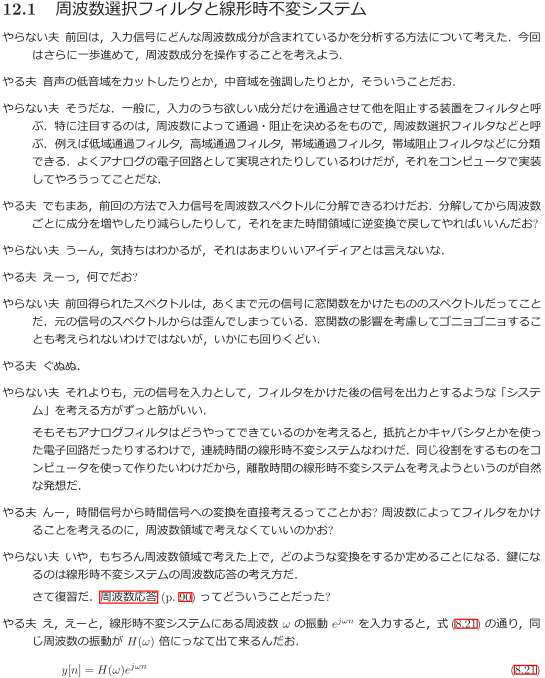 12.1 周波数選択フィルタと線形時不変システム
やらない夫 前回は，入力信号にどんな周波数成分が含まれているかを分析する方法について考えた．今回
はさらに一歩進めて，周波数成分を操作することを考えよう．
やる夫 音声の低音域をカットしたりとか，中音域を強調したりとか，そういうことだお．
やらない夫 そうだな．一般に，入力のうち欲しい成分だけを通過させて他を阻止する装置をフィルタと呼
ぶ．特に注目するのは，周波数によって通過・阻止を決めるをもので，周波数選択フィルタなどと呼
ぶ．例えば低域通過フィルタ，高域通過フィルタ，帯域通過フィルタ，帯域阻止フィルタなどに分類
できる．よくアナログの電子回路として実現されたりしているわけだが，それをコンピュータで実装
してやろうってことだな．
やる夫 でもまあ，前回の方法で入力信号を周波数スペクトルに分解できるわけだお．分解してから周波数
ごとに成分を増やしたり減らしたりして，それをまた時間領域に逆変換で戻してやればいいんだお?
やらない夫 うーん，気持ちはわかるが，それはあまりいいアイディアとは言えないな．
やる夫 えーっ，何でだお?
やらない夫 前回得られたスペクトルは，あくまで元の信号に窓関数をかけたもののスペクトルだってこと
だ．元の信号のスペクトルからは歪んでしまっている．窓関数の影響を考慮してゴニョゴニョするこ
とも考えられないわけではないが，いかにも回りくどい．
やる夫 ぐぬぬ．
やらない夫 それよりも，元の信号を入力として，フィルタをかけた後の信号を出力とするような「システ
ム」を考える方がずっと筋がいい．
そもそもアナログフィルタはどうやってできているのかを考えると，抵抗とかキャパシタとかを使っ
た電子回路だったりするわけで，連続時間の線形時不変システムなわけだ．同じ役割をするものをコ
ンピュータを使って作りたいわけだから，離散時間の線形時不変システムを考えようというのが自然
な発想だ．
やる夫 んー，時間信号から時間信号への変換を直接考えるってことかお? 周波数によってフィルタをかけ
ることを考えるのに，周波数領域で考えなくていいのかお?
やらない夫 いや，もちろん周波数領域で考えた上で，どのような変換をするか定めることになる．鍵にな
るのは線形時不変システムの周波数応答の考え方だ．
さて復習だ．周波数応答 (p. 90) ってどういうことだった?
やる夫 え，えーと，線形時不変システムにある周波数 ω の振動 e^{jωn} を入力すると，式 (8.21) の通り，同
じ周波数の振動が H(ω) 倍にっなて出て来るんだお．
y[n] = H(ω)e^{jωn} (8.21)